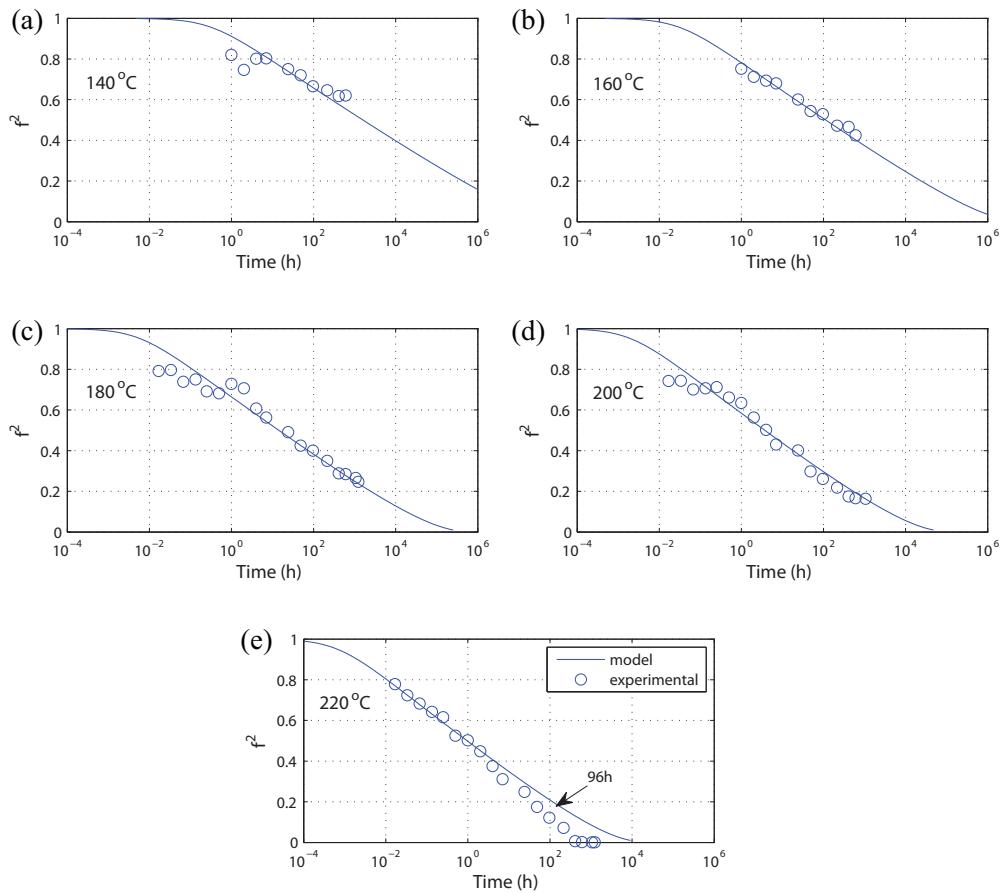 (a)
1
0.8
0.6
0.4
0.2
0
f²
140 °C
10⁻⁴ 10⁻² 10⁰ 10² 10⁴ 10⁶
Time (h)
(b)
1
0.8
0.6
0.4
0.2
0
f²
160 °C
10⁻⁴ 10⁻² 10⁰ 10² 10⁴ 10⁶
Time (h)
(c)
1
0.8
0.6
0.4
0.2
0
f²
180 °C
10⁻⁴ 10⁻² 10⁰ 10² 10⁴ 10⁶
Time (h)
(d)
1
0.8
0.6
0.4
0.2
0
f²
200 °C
10⁻⁴ 10⁻² 10⁰ 10² 10⁴ 10⁶
Time (h)
(e)
1
0.8
0.6
0.4
0.2
0
f²
220 °C
model
experimental
96h
10⁻⁴ 10⁻² 10⁰ 10² 10⁴ 10⁶
Time (h)